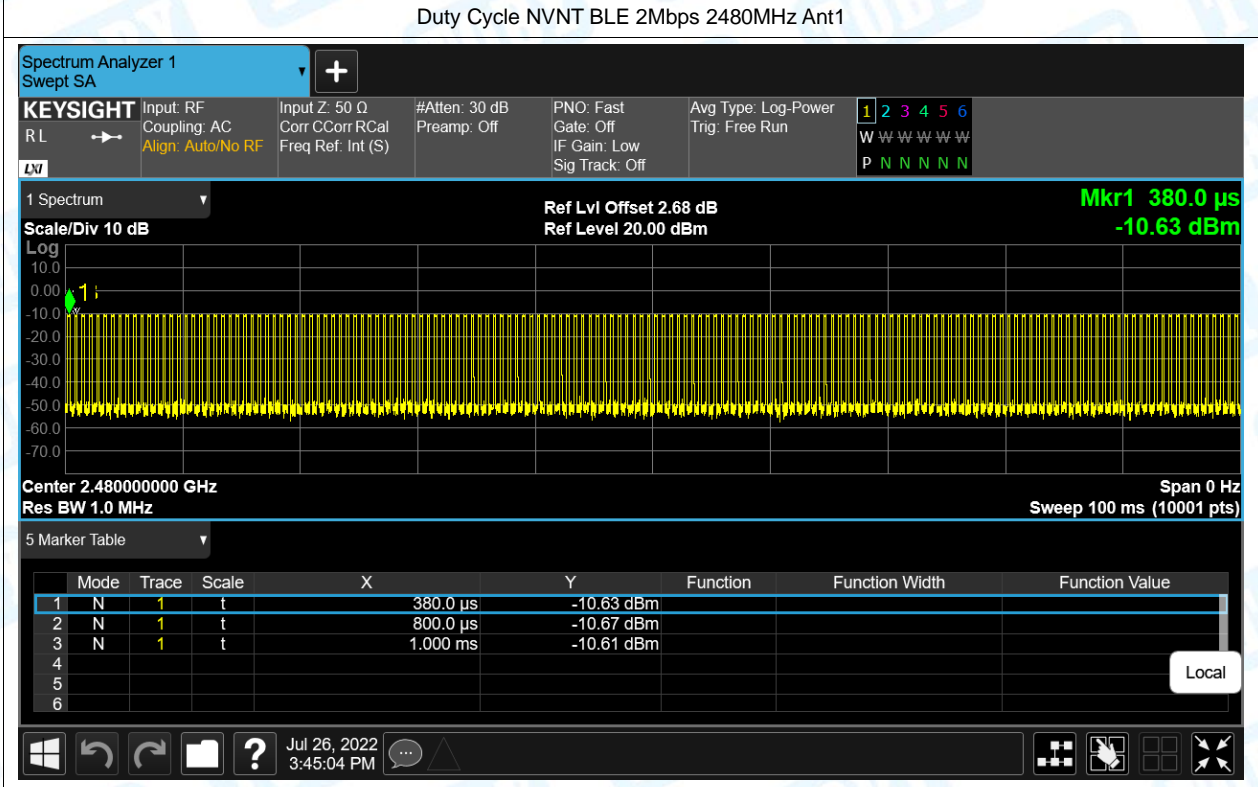 Duty Cycle NVNT BLE 2Mbps 2480MHz Ant1
Spectrum Analyzer 1
Swept SA
+
KEYSIGHT
RL
LXI
Input: RF
Coupling: AC
Align: Auto/No RF
Input Z: 50 Ω
Corr CCorr RCal
Freq Ref: Int (S)
#Atten: 30 dB
Preamp: Off
PNO: Fast
Gate: Off
IF Gain: Low
Sig Track: Off
Avg Type: Log-Power
Trig: Free Run
1 2 3 4 5 6
W W W W W W
P N N N N N
1 Spectrum
Scale/Div 10 dB
Ref Lvl Offset 2.68 dB
Ref Level 20.00 dBm
Mkr1 380.0 µs
-10.63 dBm
Log
10.0
0.00
-10.0
-20.0
-30.0
-40.0
-50.0
-60.0
-70.0
1
Center 2.480000000 GHz
Res BW 1.0 MHz
Span 0 Hz
Sweep 100 ms (10001 pts)
5 Marker Table
Mode Trace Scale X Y Function Function Width Function Value
1 N 1 t 380.0 µs -10.63 dBm
2 N 1 t 800.0 µs -10.67 dBm
3 N 1 t 1.000 ms -10.61 dBm
4
5
6
Local
?
Jul 26, 2022
3:45:04 PM